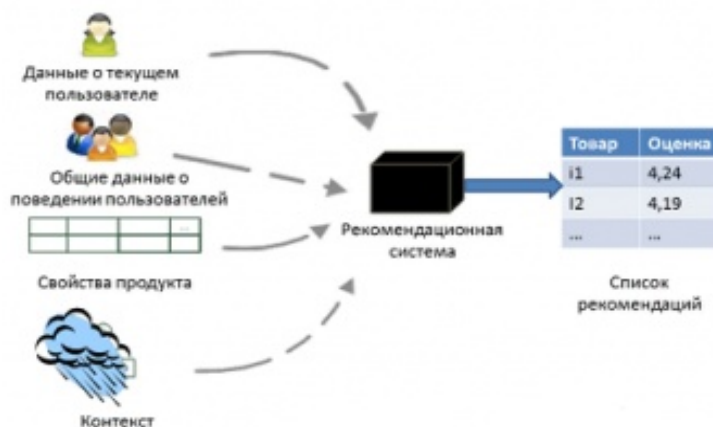 Данные о текущем
пользователе
Общие данные о
поведении пользователей
...
Свойства продукта
Контекст
Рекомендационная
система
Товар Оценка
i1 4,24
I2 4,19
... ...
Список
рекомендаций